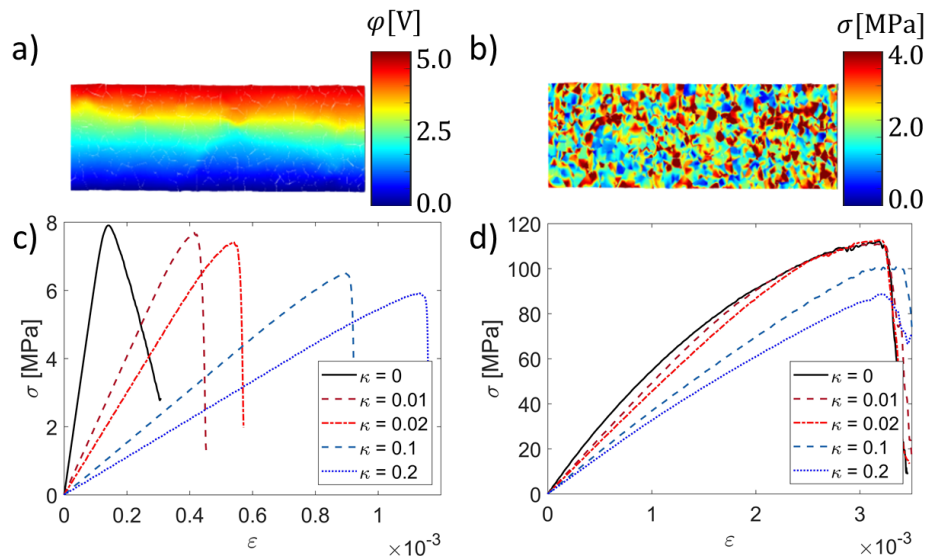 a)
φ[V]
5.0
2.5
0.0
b)
σ[MPa]
4.0
2.0
0.0
c)
σ [MPa]
8
6
4
2
0
0
0.2
0.4
0.6
0.8
1
ε
×10⁻³
κ = 0
κ = 0.01
κ = 0.02
κ = 0.1
κ = 0.2
d)
σ [MPa]
120
100
80
60
40
20
0
0
1
2
3
ε
×10⁻³
κ = 0
κ = 0.01
κ = 0.02
κ = 0.1
κ = 0.2